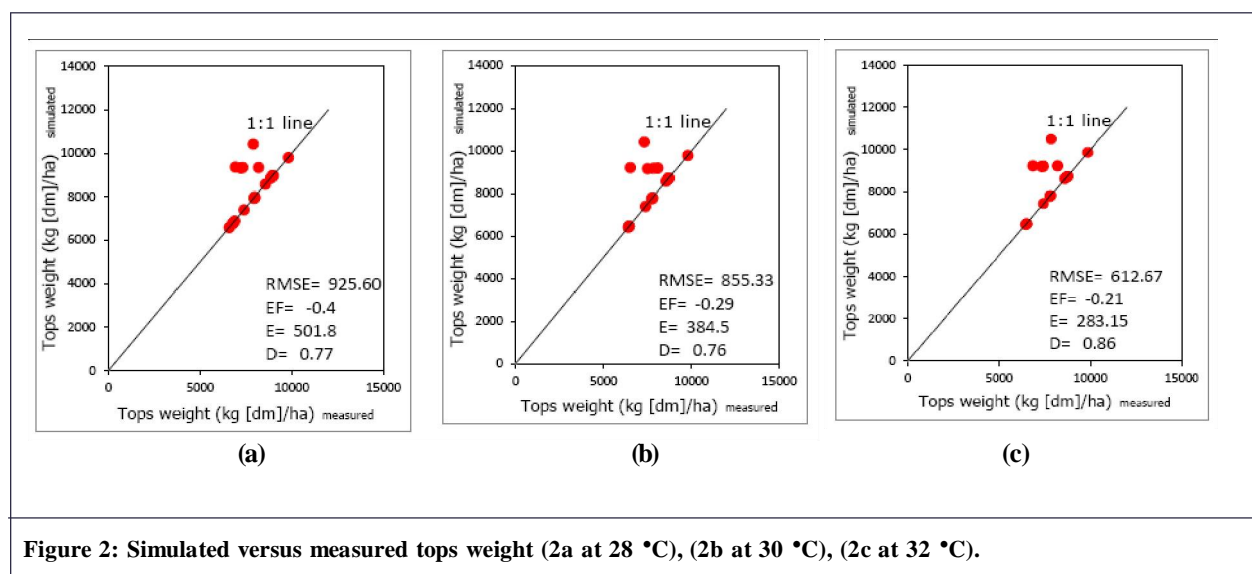 14000
12000
10000
8000
6000
4000
2000
0
0 5000 10000 15000
Tops weight (kg [dm]/ha) simulated
1:1 line
RMSE= 925.60
EF= -0.4
E= 501.8
D= 0.77
Tops weight (kg [dm]/ha) measured
(a)
14000
12000
10000
8000
6000
4000
2000
0
0 5000 10000 15000
Tops weight (kg [dm]/ha) simulated
1:1 line
RMSE= 855.33
EF= -0.29
E= 384.5
D= 0.76
Tops weight (kg [dm]/ha) measured
(b)
14000
12000
10000
8000
6000
4000
2000
0
0 5000 10000 15000
Tops weight (kg [dm]/ha) simulated
1:1 line
RMSE= 612.67
EF= -0.21
E= 283.15
D= 0.86
Tops weight (kg [dm]/ha) measured
(c)
Figure 2: Simulated versus measured tops weight (2a at 28 °C), (2b at 30 °C), (2c at 32 °C).